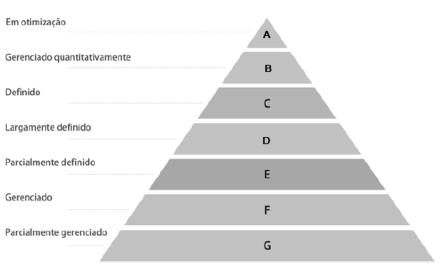 Em otimização
A
Gerenciado quantitativamente
B
Definido
C
Largamente definido
D
Parcialmente definido
E
Gerenciado
F
Parcialmente gerenciado
G